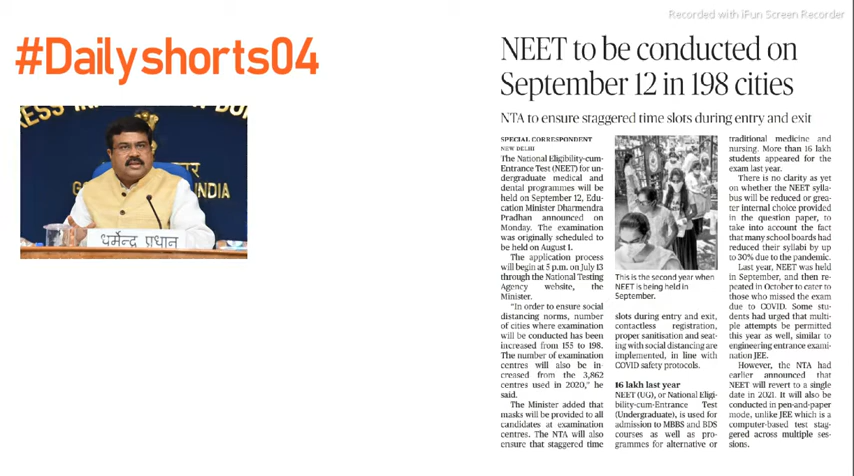 Recorded with iFun Screen Recorder
#Dailyshorts04
धर्मेन्द्र प्रधान
NEET to be conducted on
September 12 in 198 cities
NTA to ensure staggered time slots during entry and exit
SPECIAL CORRESPONDENT
NEW DELHI
The National Eligibility-cum-
Entrance Test (NEET) for un-
dergraduate medical and
dental programmes will be
held on September 12, Edu-
cation Minister Dharmendra
Pradhan announced on
Monday. The examination
was originally scheduled to
be held on August 1.
The application process
will begin at 5 p.m. on July 13
through the National Testing
Agency website, the
Minister.
“In order to ensure social
distancing norms, number
of cities where examination
will be conducted has been
increased from 155 to 198.
The number of examination
centres will also be in-
creased from the 3,862
centres used in 2020,” he
said.
The Minister added that
masks will be provided to all
candidates at examination
centres. The NTA will also
ensure that staggered time
This is the second year when
NEET is being held in
September.
slots during entry and exit,
contactless registration,
proper sanitisation and seat-
ing with social distancing are
implemented, in line with
COVID safety protocols.
16 lakh last year
NEET (UG), or National Eligi-
bility-cum-Entrance Test
(Undergraduate), is used for
admission to MBBS and BDS
courses as well as pro-
grammes for alternative or
traditional medicine and
nursing. More than 16 lakh
students appeared for the
exam last year.
There is no clarity as yet
on whether the NEET sylla-
bus will be reduced or grea-
ter internal choice provided
in the question paper, to
take into account the fact
that many school boards had
reduced their syllabi by up
to 30% due to the pandemic.
Last year, NEET was held
in September, and then re-
peated in October to cater to
those who missed the exam
due to COVID. Some stu-
dents had urged that multi-
ple attempts be permitted
this year as well, similar to
engineering entrance exami-
nation JEE.
However, the NTA had
earlier announced that
NEET will revert to a single
date in 2021. It will also be
conducted in pen-and-paper
mode, unlike JEE which is a
computer-based test stag-
gered across multiple ses-
sions.